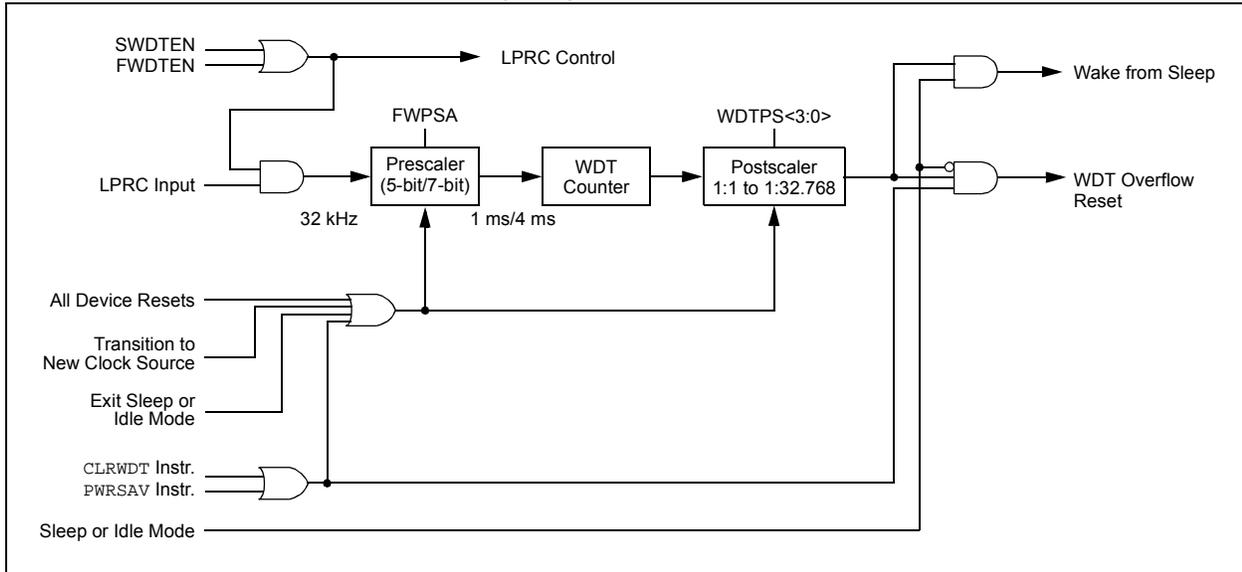 SWDTEN
FWDTEN
LPRC Control
Wake from Sleep
FWPSA
WDTPS<3:0>
LPRC Input
Prescaler
(5-bit/7-bit)
WDT
Counter
Postscaler
1:1 to 1:32.768
WDT Overflow
Reset
32 kHz
1 ms/4 ms
All Device Resets
Transition to
New Clock Source
Exit Sleep or
Idle Mode
CLRWDT Instr.
PWRSAV Instr.
Sleep or Idle Mode